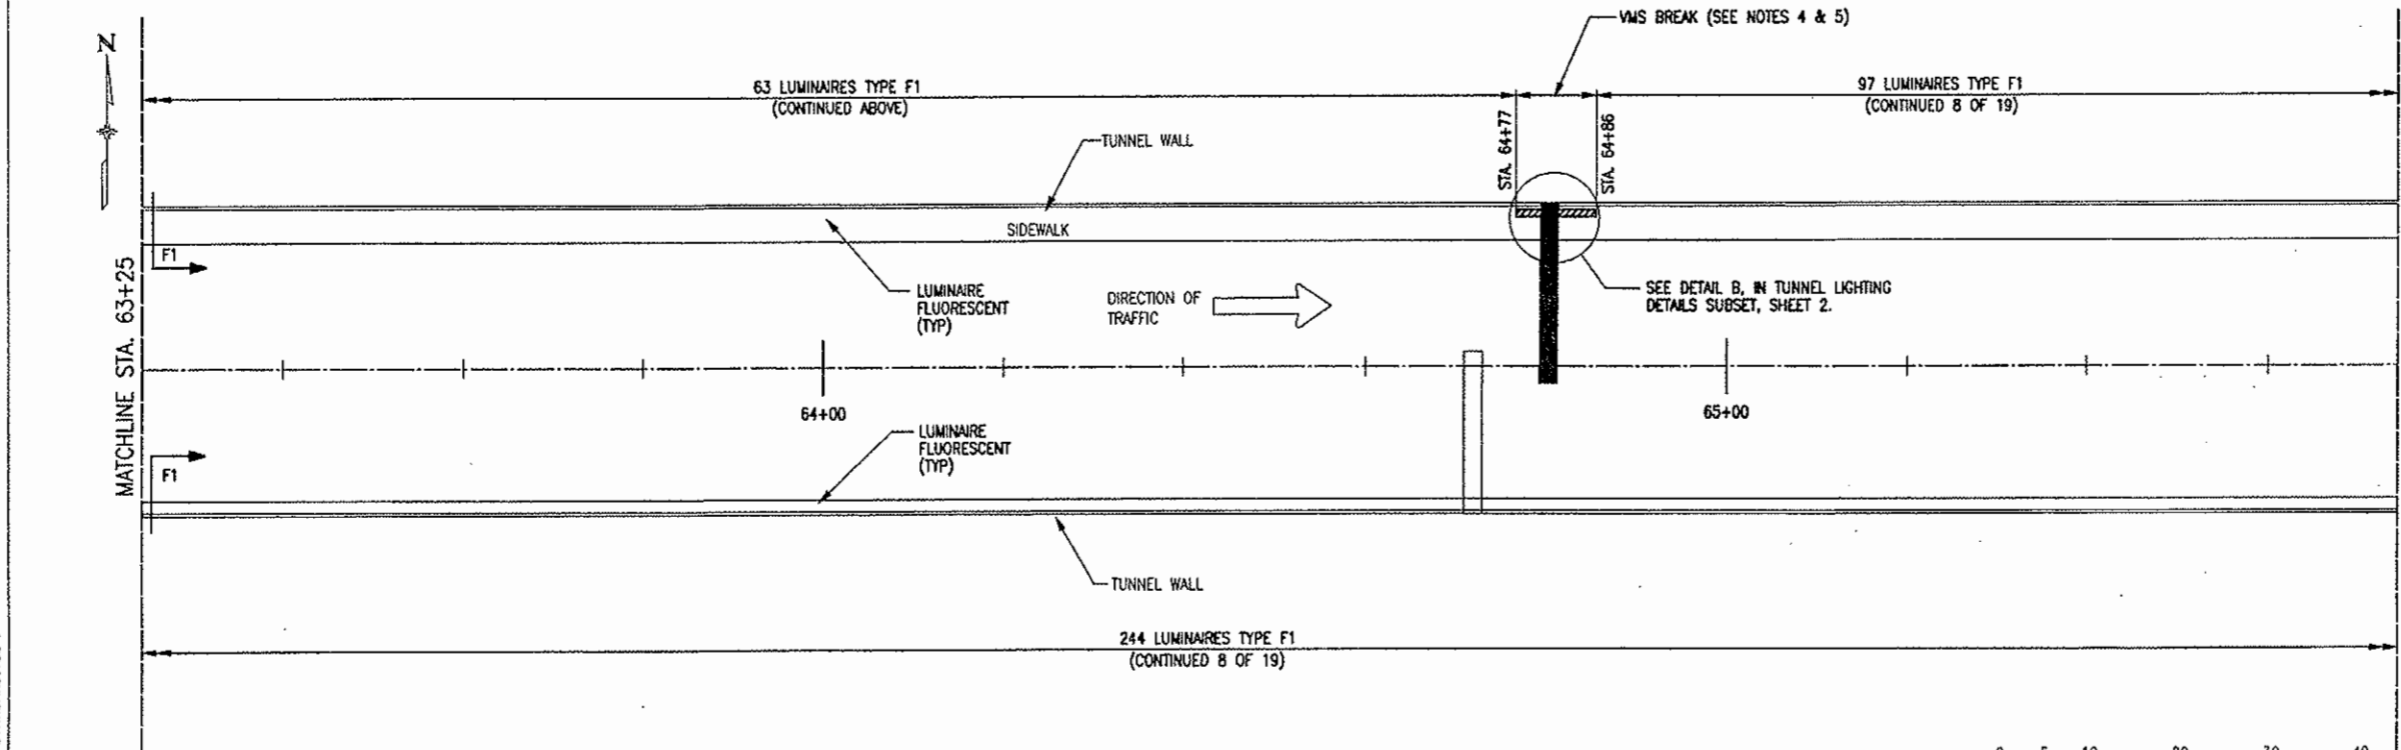 VMS BREAK (SEE NOTES 4 & 5)
N
63 LUMINAIRES TYPE F1
(CONTINUED ABOVE)
97 LUMINAIRES TYPE F1
(CONTINUED 8 OF 19)
STA. 64+77
STA. 64+86
TUNNEL WALL
SIDEWALK
F1
LUMINAIRE
FLUORESCENT
(TYP)
DIRECTION OF
TRAFFIC
SEE DETAIL B, IN TUNNEL LIGHTING
DETAILS SUBSET, SHEET 2.
MATCHLINE STA. 63+25
64+00
65+00
LUMINAIRE
FLUORESCENT
(TYP)
F1
TUNNEL WALL
244 LUMINAIRES TYPE F1
(CONTINUED 8 OF 19)